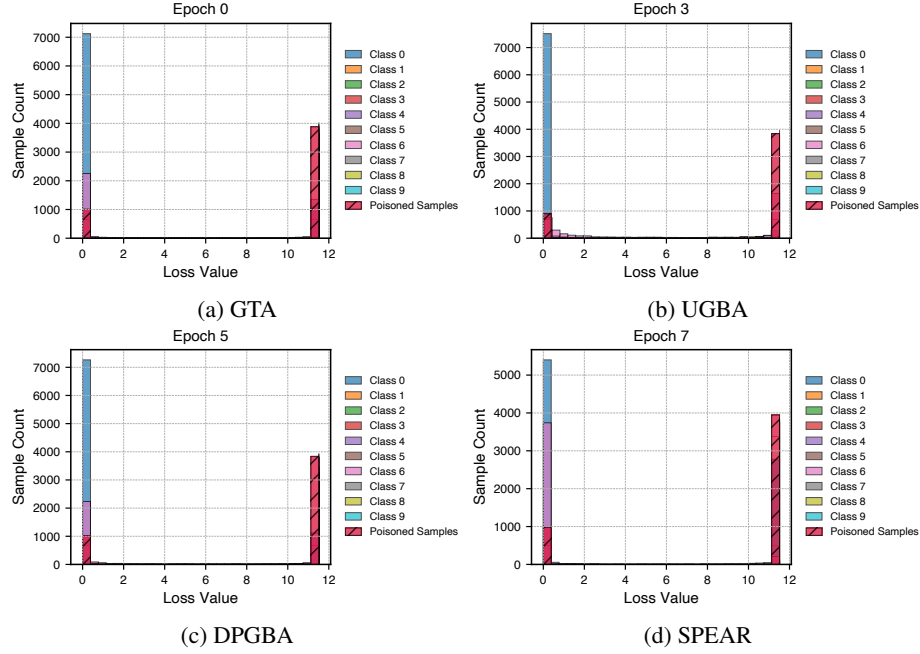 Epoch 0
Sample Count
7000
6000
5000
4000
3000
2000
1000
0
0 2 4 6 8 10 12
Loss Value
Class 0
Class 1
Class 2
Class 3
Class 4
Class 5
Class 6
Class 7
Class 8
Class 9
Poisoned Samples
(a) GTA
Epoch 3
Sample Count
7000
6000
5000
4000
3000
2000
1000
0
0 2 4 6 8 10 12
Loss Value
Class 0
Class 1
Class 2
Class 3
Class 4
Class 5
Class 6
Class 7
Class 8
Class 9
Poisoned Samples
(b) UGBA
Epoch 5
Sample Count
7000
6000
5000
4000
3000
2000
1000
0
0 2 4 6 8 10 12
Loss Value
Class 0
Class 1
Class 2
Class 3
Class 4
Class 5
Class 6
Class 7
Class 8
Class 9
Poisoned Samples
(c) DPGBA
Epoch 7
Sample Count
5000
4000
3000
2000
1000
0
0 2 4 6 8 10 12
Loss Value
Class 0
Class 1
Class 2
Class 3
Class 4
Class 5
Class 6
Class 7
Class 8
Class 9
Poisoned Samples
(d) SPEAR